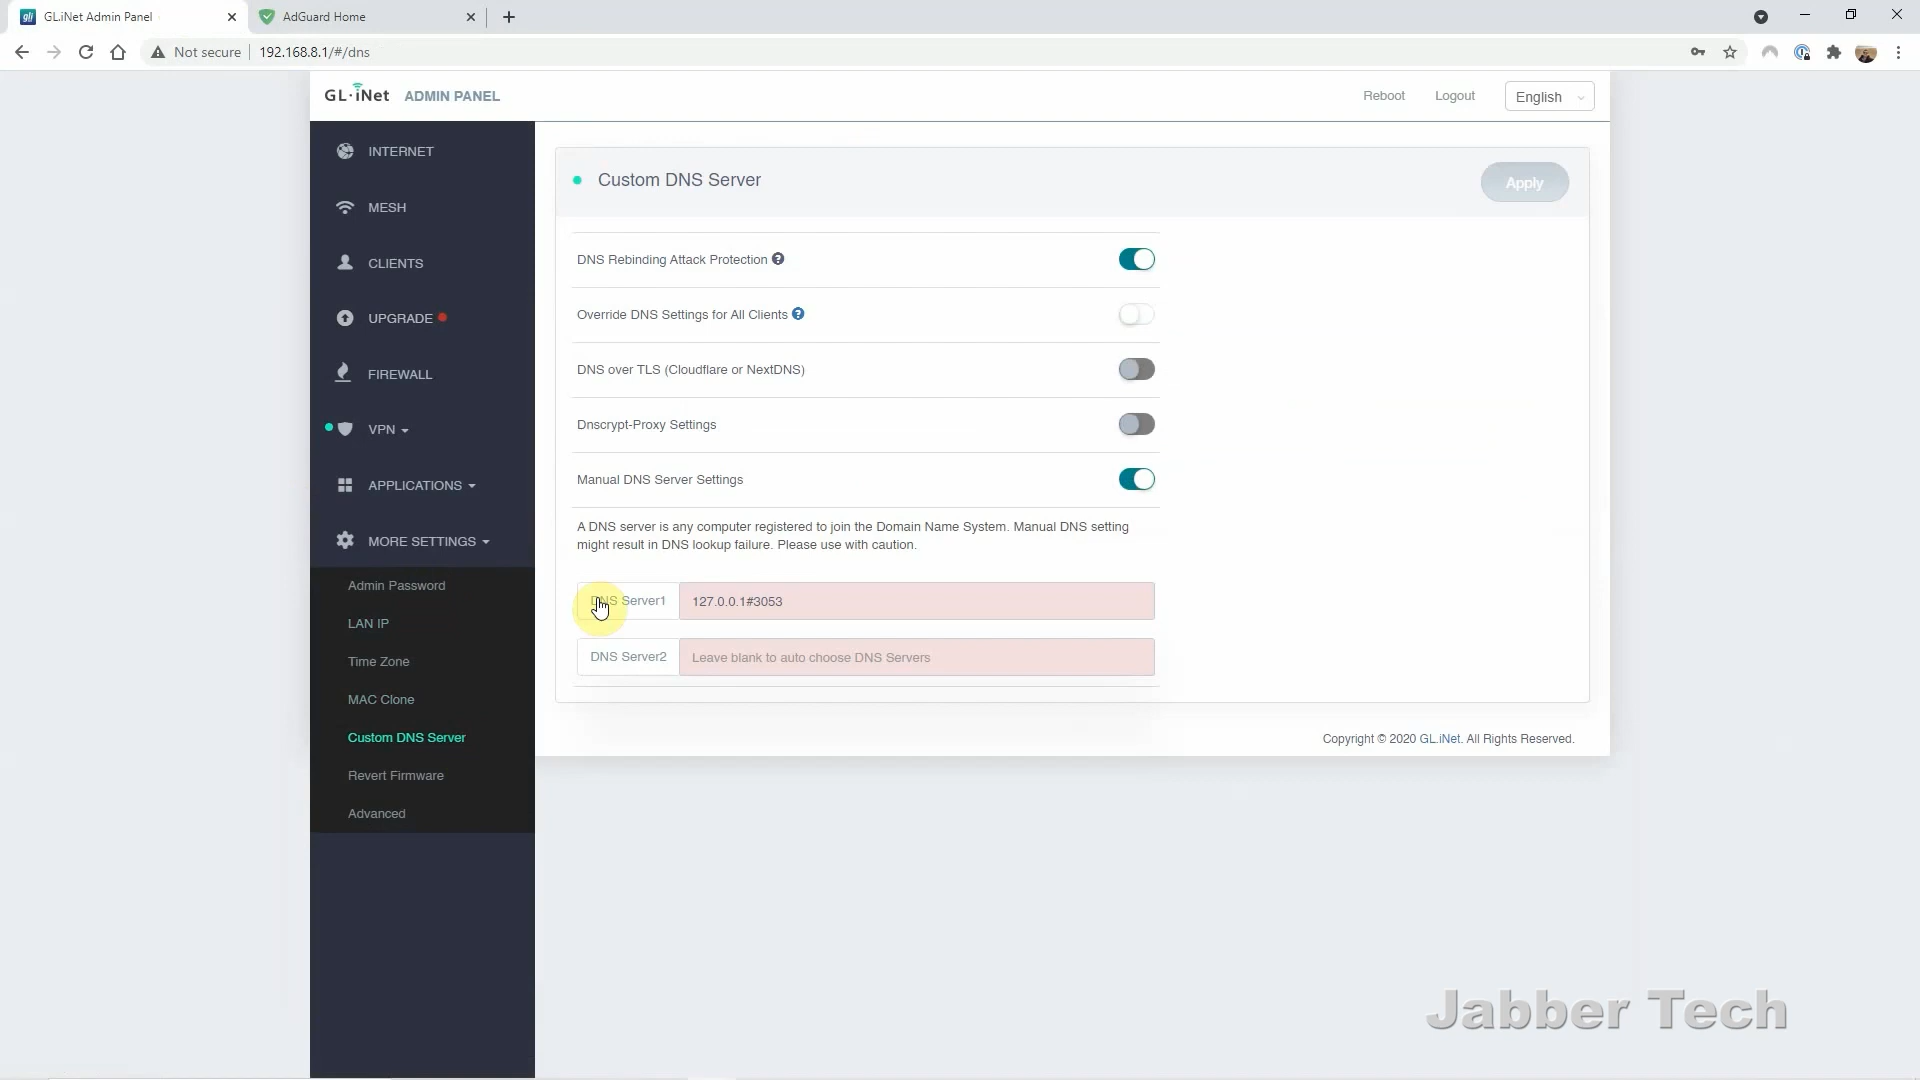 GL.iNet Admin Panel
AdGuard Home
Not secure
192.168.8.1/#/dns
GL·iNet ADMIN PANEL
Reboot
Logout
English
INTERNET
MESH
CLIENTS
UPGRADE
FIREWALL
VPN
APPLICATIONS
MORE SETTINGS
Admin Password
LAN IP
Time Zone
MAC Clone
Custom DNS Server
Revert Firmware
Advanced
Custom DNS Server
Apply
DNS Rebinding Attack Protection ?
Override DNS Settings for All Clients ?
DNS over TLS (Cloudflare or NextDNS)
Dnscrypt-Proxy Settings
Manual DNS Server Settings
A DNS server is any computer registered to join the Domain Name System. Manual DNS setting
might result in DNS lookup failure. Please use with caution.
DNS Server1 127.0.0.1#3053
DNS Server2 Leave blank to auto choose DNS Servers
Copyright © 2020 GL.iNet. All Rights Reserved.
Jabber Tech